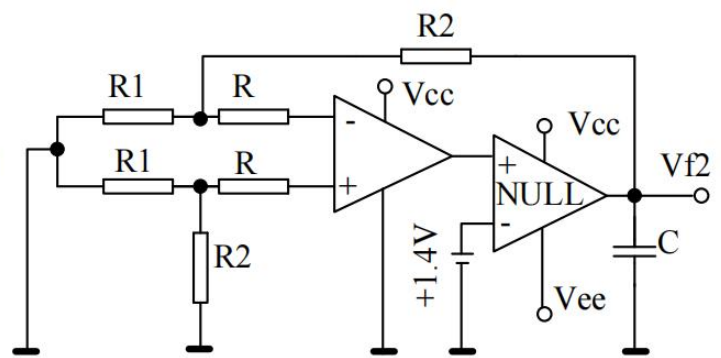 R2
R1
R
Vcc
-
Vcc
R1
R
+
+
NULL
-
Vf2
R2
+1.4V
C
Vee